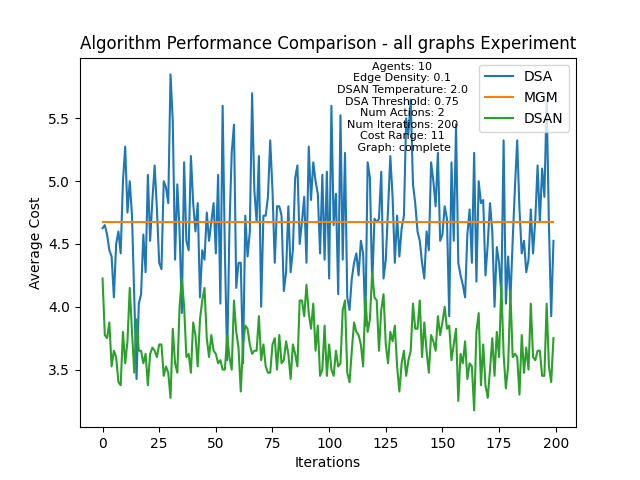 Algorithm Performance Comparison - all graphs Experiment
Agents: 10
Edge Density: 0.1
DSAN Temperature: 2.0
DSA Threshold: 0.75
Num Actions: 2
Num Iterations: 200
Cost Range: 11
Graph: complete
DSA
MGM
DSAN
Average Cost
5.5
5.0
4.5
4.0
3.5
0
25
50
75
100
125
150
175
200
Iterations